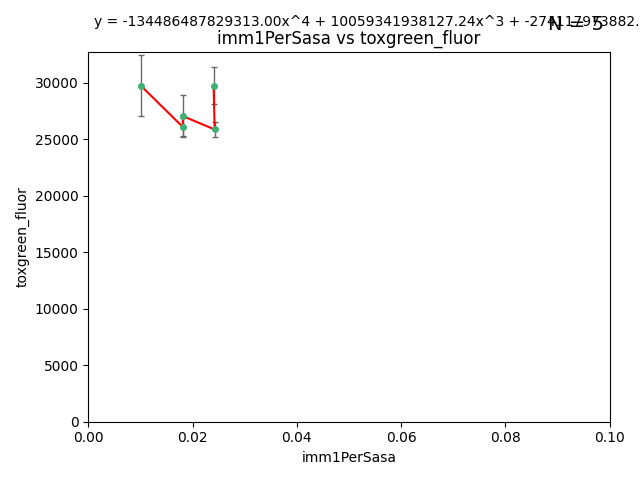 y = -134486487829313.00x^4 + 10059341938127.24x^3 + -274117973882.
N = 5
imm1PerSasa vs toxgreen_fluor
30000
25000
20000
15000
10000
5000
0
toxgreen_fluor
0.00 0.02 0.04 0.06 0.08 0.10
imm1PerSasa